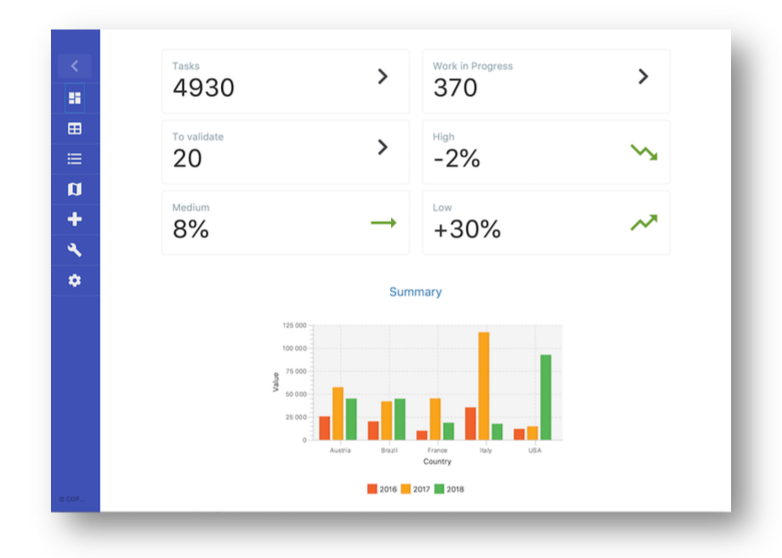 Tasks
4930
Work in Progress
370
To validate
20
High
-2%
Medium
8%
Low
+30%
Summary
125 000
100 000
75 000
50 000
25 000
0
Value
Austria Brazil France Italy USA
Country
2016 2017 2018
© COP...